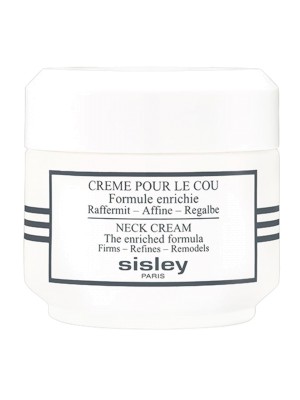 CREME POUR LE COU
Formule enrichie
Raffermit – Affine – Regalbe
NECK CREAM
The enriched formula
Firms – Refines – Remodels
sisley
PARIS